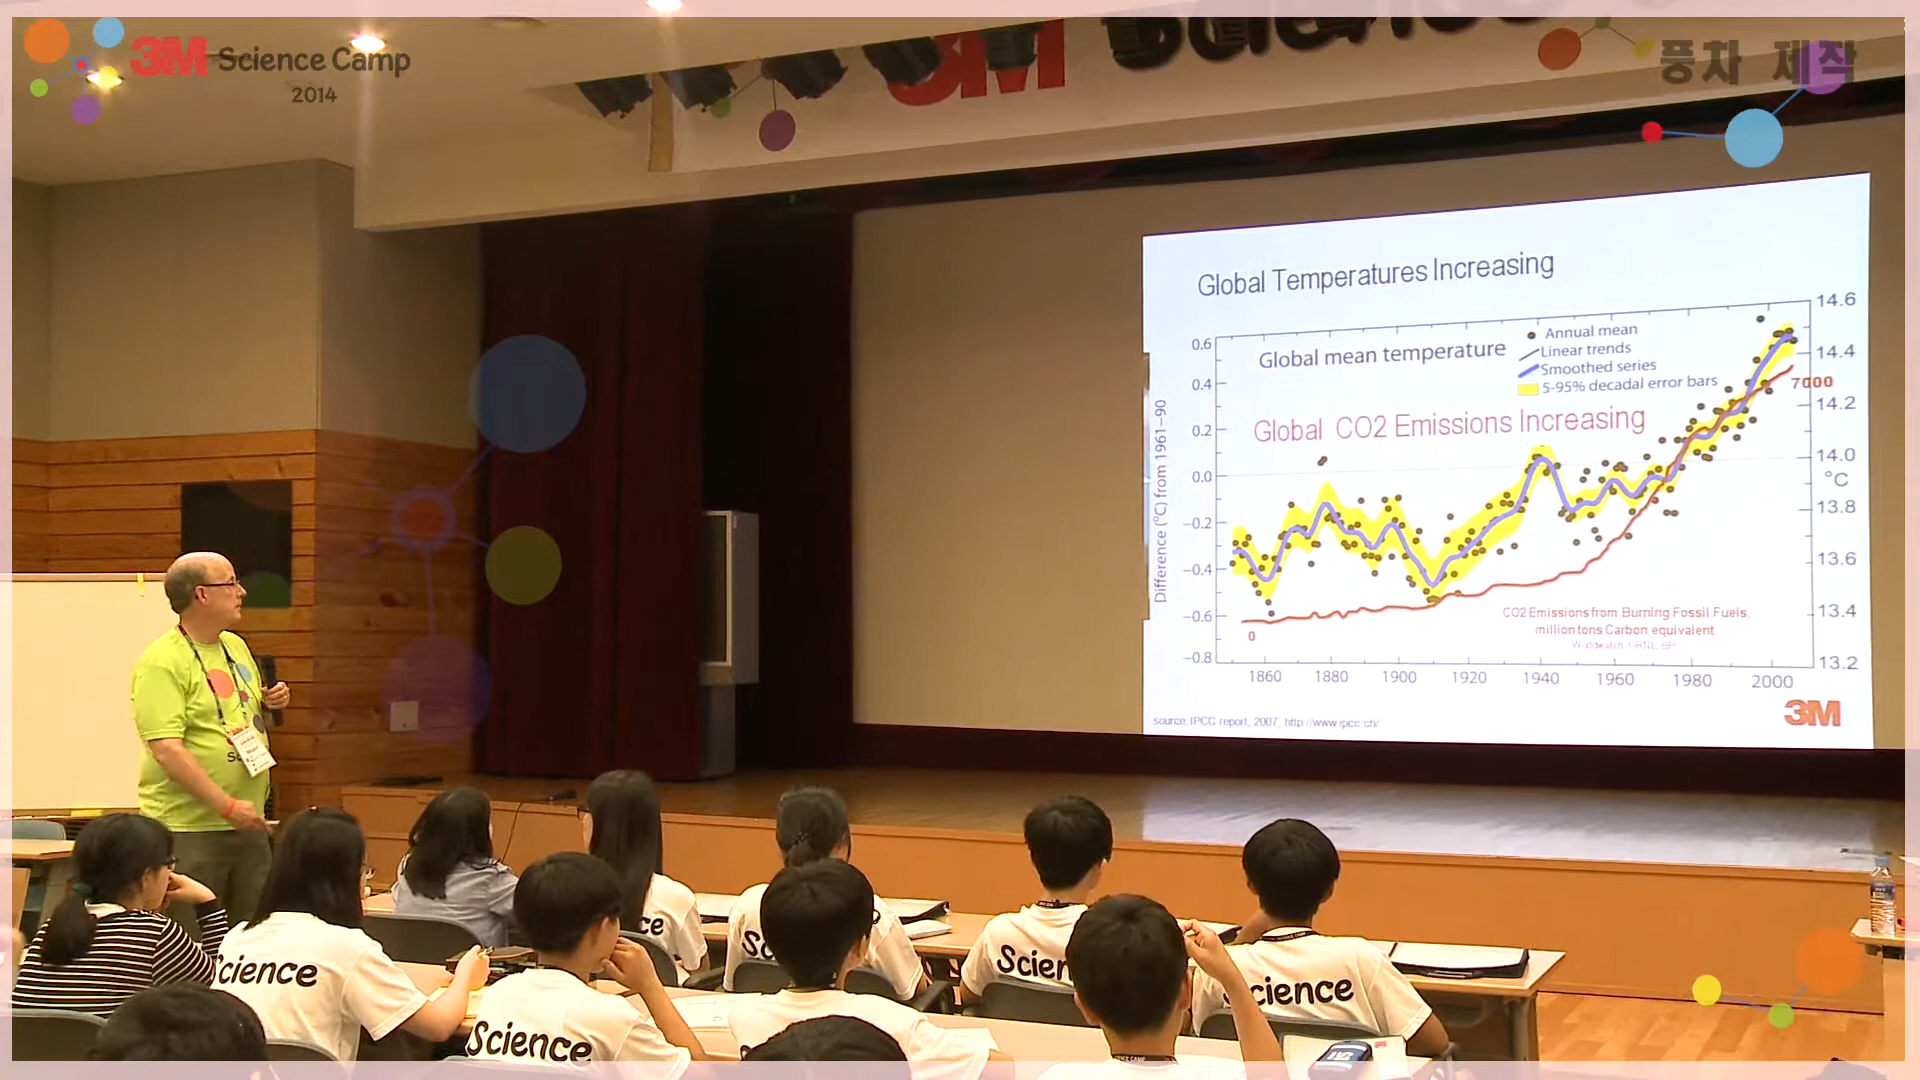 3M Science Camp
2014
풍차 제작
3M Science
Global Temperatures Increasing
Global mean temperature
Annual mean
Linear trends
Smoothed series
5-95% decadal error bars
Global CO2 Emissions Increasing
Difference (°C) from 1961–90
0.6
0.4
0.2
0.0
−0.2
−0.4
−0.6
−0.8
14.6
14.4
7000
14.2
14.0
°C
13.8
13.6
13.4
13.2
0
CO2 Emissions from Burning Fossil Fuels,
million tons Carbon equivalent
Worldwatch, ORNL, BP
1860 1880 1900 1920 1940 1960 1980 2000
source: IPCC report, 2007, http://www.ipcc.ch/
3M
Science
Science
Science